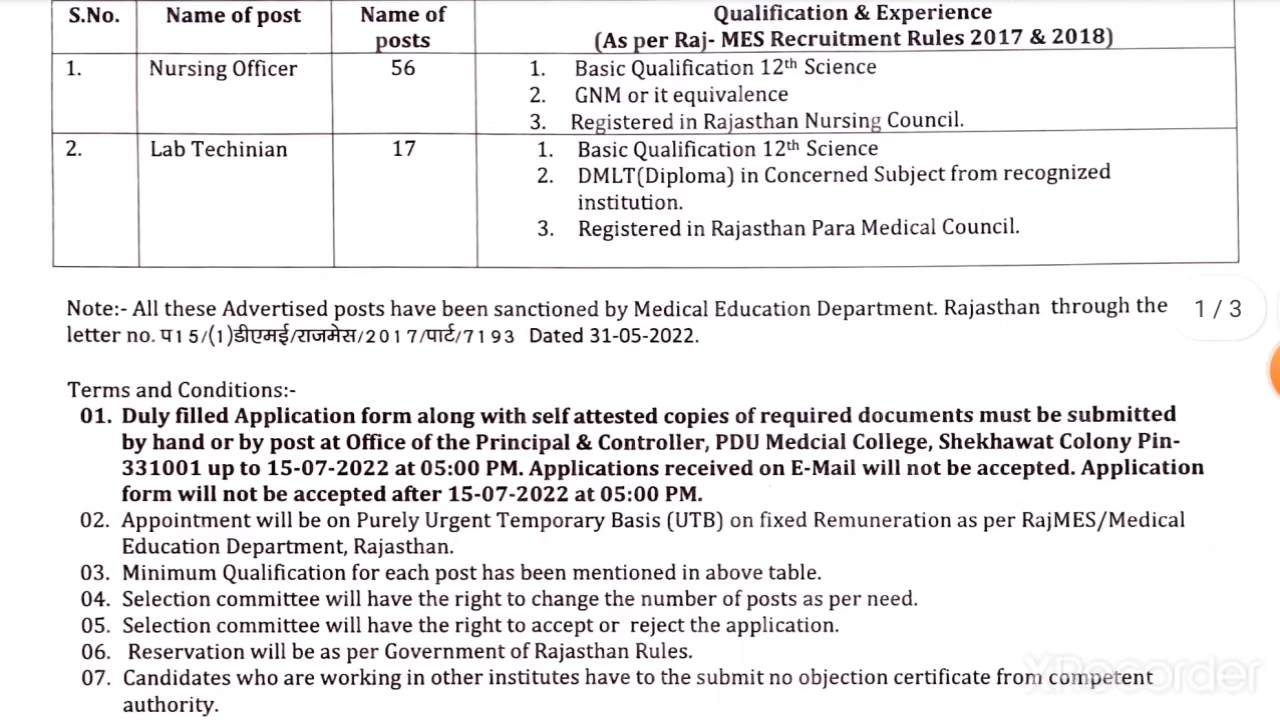 S.No. Name of post Name of posts Qualification & Experience
(As per Raj- MES Recruitment Rules 2017 & 2018)
1. Nursing Officer 56 1. Basic Qualification 12th Science
2. GNM or it equivalence
3. Registered in Rajasthan Nursing Council.
2. Lab Techinian 17 1. Basic Qualification 12th Science
2. DMLT(Diploma) in Concerned Subject from recognized
institution.
3. Registered in Rajasthan Para Medical Council.
Note:- All these Advertised posts have been sanctioned by Medical Education Department. Rajasthan through the
letter no. प15/(1)डीएमई/राजमेस/2017/पार्ट/7193 Dated 31-05-2022.
1 / 3
Terms and Conditions:-
01. Duly filled Application form along with self attested copies of required documents must be submitted
by hand or by post at Office of the Principal & Controller, PDU Medcial College, Shekhawat Colony Pin-
331001 up to 15-07-2022 at 05:00 PM. Applications received on E-Mail will not be accepted. Application
form will not be accepted after 15-07-2022 at 05:00 PM.
02. Appointment will be on Purely Urgent Temporary Basis (UTB) on fixed Remuneration as per RajMES/Medical
Education Department, Rajasthan.
03. Minimum Qualification for each post has been mentioned in above table.
04. Selection committee will have the right to change the number of posts as per need.
05. Selection committee will have the right to accept or reject the application.
06. Reservation will be as per Government of Rajasthan Rules.
07. Candidates who are working in other institutes have to the submit no objection certificate from competent
authority.
XRecorder